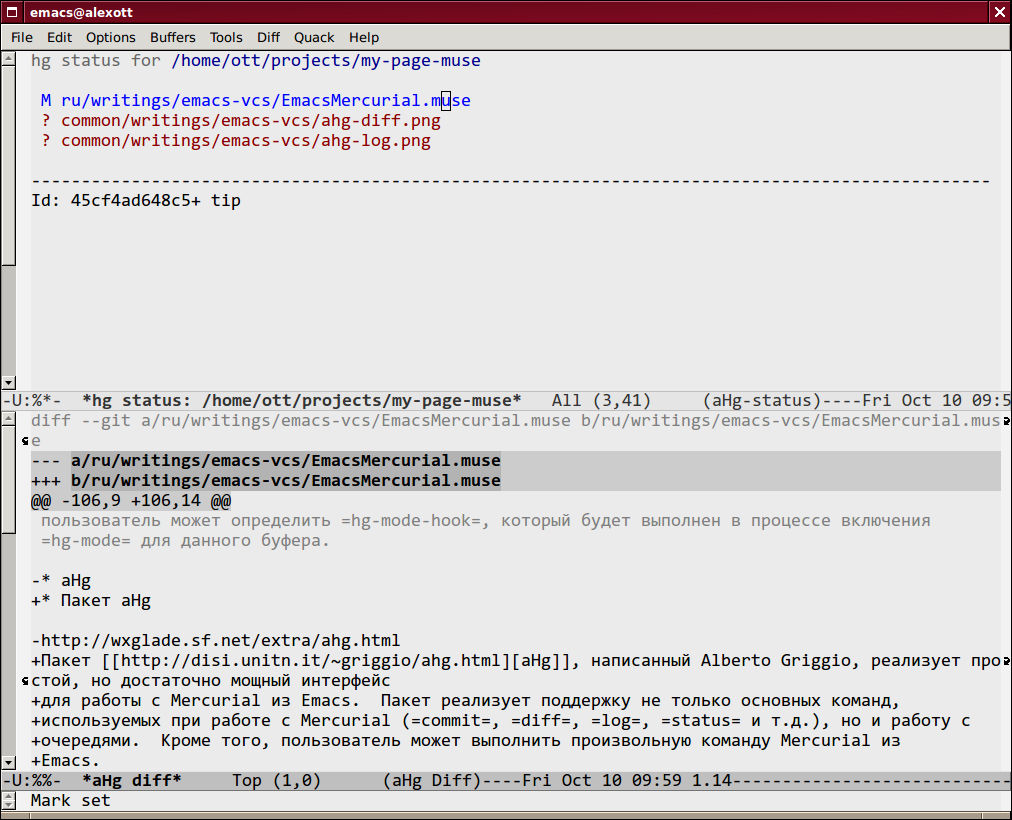 emacs@alexott
File Edit Options Buffers Tools Diff Quack Help
hg status for /home/ott/projects/my-page-muse
M ru/writings/emacs-vcs/EmacsMercurial.muse
? common/writings/emacs-vcs/ahg-diff.png
? common/writings/emacs-vcs/ahg-log.png
------------------------------------------------------------------------------------------------
Id: 45cf4ad648c5+ tip
-U:%*-  *hg status: /home/ott/projects/my-page-muse*   All (3,41)     (aHg-status)----Fri Oct 10 09:5
diff --git a/ru/writings/emacs-vcs/EmacsMercurial.muse b/ru/writings/emacs-vcs/EmacsMercurial.mus
e
--- a/ru/writings/emacs-vcs/EmacsMercurial.muse
+++ b/ru/writings/emacs-vcs/EmacsMercurial.muse
@@ -106,9 +106,14 @@
пользователь может определить =hg-mode-hook=, который будет выполнен в процессе включения
=hg-mode= для данного буфера.
-* aHg
+* Пакет aHg
-http://wxglade.sf.net/extra/ahg.html
+Пакет [[http://disi.unitn.it/~griggio/ahg.html][aHg]], написанный Alberto Griggio, реализует про
стой, но достаточно мощный интерфейс
+для работы с Mercurial из Emacs.  Пакет реализует поддержку не только основных команд,
+используемых при работе с Mercurial (=commit=, =diff=, =log=, =status= и т.д.), но и работу с
+очередями.  Кроме того, пользователь может выполнить произвольную команду Mercurial из
+Emacs.
-U:%%-  *aHg diff*     Top (1,0)      (aHg Diff)----Fri Oct 10 09:59 1.14----------------------------
Mark set